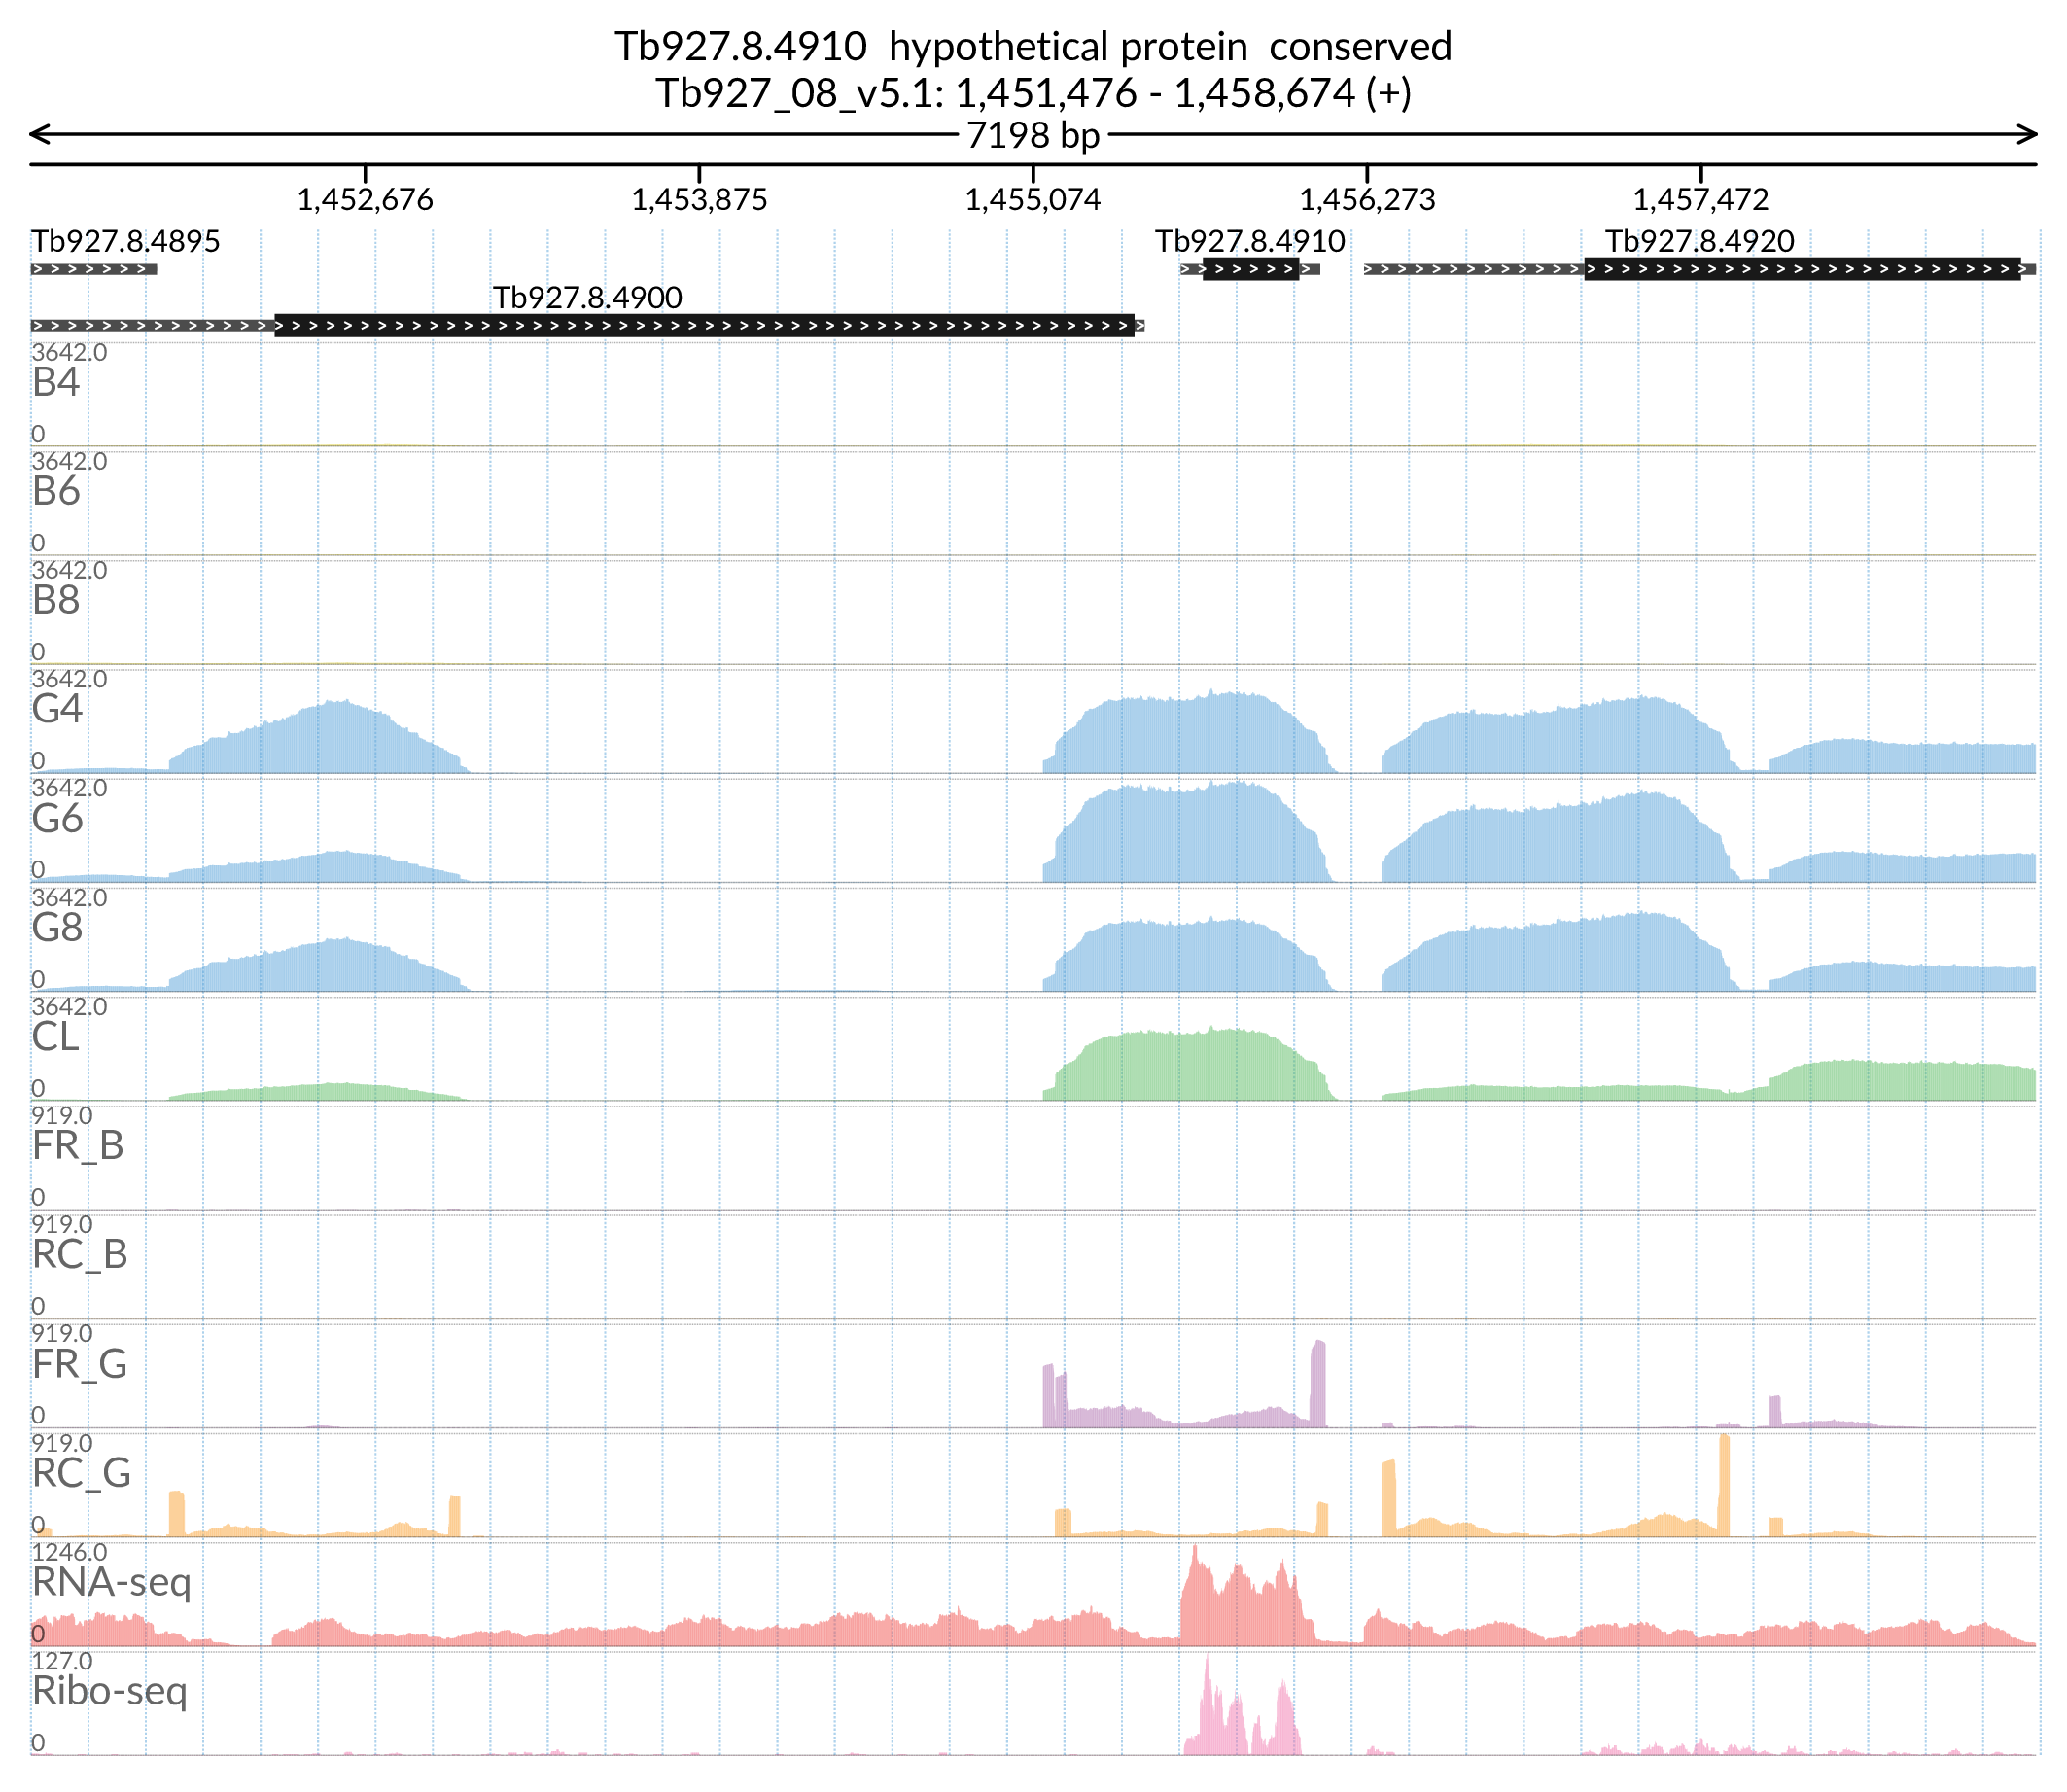 Tb927.8.4910  hypothetical protein  conserved
Tb927_08_v5.1: 1,451,476 - 1,458,674 (+)
7198 bp
1,452,676 1,453,875 1,455,074 1,456,273 1,457,472
Tb927.8.4895 Tb927.8.4910 Tb927.8.4920
Tb927.8.4900
3642.0
B4
0
3642.0
B6
0
3642.0
B8
0
3642.0
G4
0
3642.0
G6
0
3642.0
G8
0
3642.0
CL
0
919.0
FR_B
0
919.0
RC_B
0
919.0
FR_G
0
919.0
RC_G
0
1246.0
RNA-seq
0
127.0
Ribo-seq
0